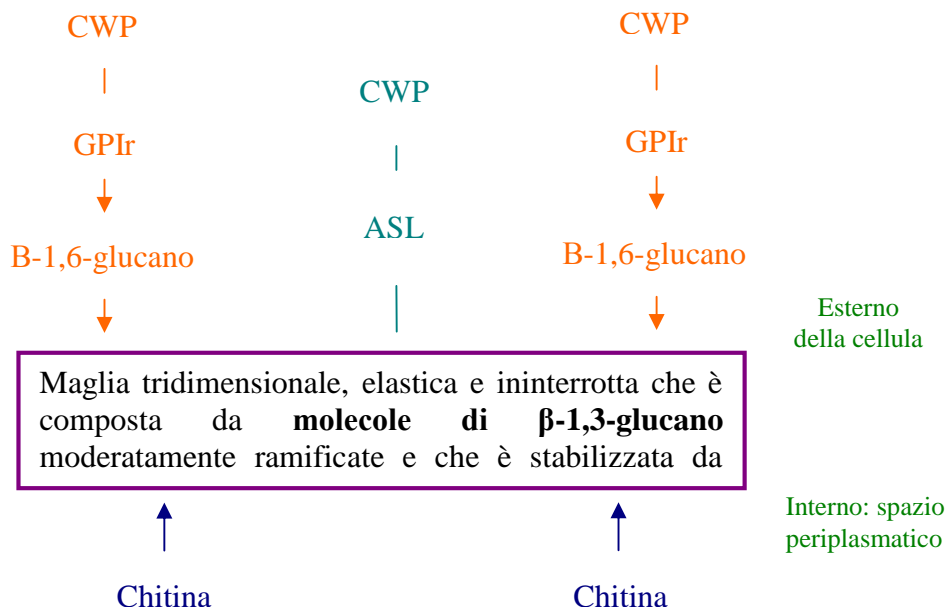 CWP
CWP
CWP
GPIr
GPIr
ASL
B-1,6-glucano
B-1,6-glucano
Esterno
della cellula
Maglia tridimensionale, elastica e ininterrotta che è
composta da molecole di β-1,3-glucano
moderatamente ramificate e che è stabilizzata da
Interno: spazio
periplasmatico
Chitina
Chitina